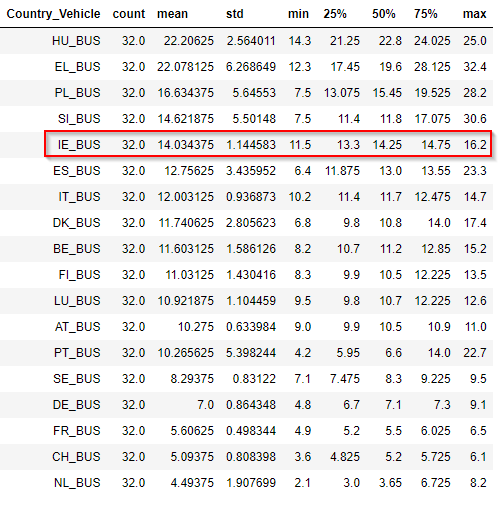 Country_Vehicle count mean std min 25% 50% 75% max
HU_BUS 32.0 22.20625 2.564011 14.3 21.25 22.8 24.025 25.0
EL_BUS 32.0 22.078125 6.268649 12.3 17.45 19.6 28.125 32.4
PL_BUS 32.0 16.634375 5.64553 7.5 13.075 15.45 19.525 28.2
SI_BUS 32.0 14.621875 5.50148 7.5 11.4 11.8 17.075 30.6
IE_BUS 32.0 14.034375 1.144583 11.5 13.3 14.25 14.75 16.2
ES_BUS 32.0 12.75625 3.435952 6.4 11.875 13.0 13.55 23.3
IT_BUS 32.0 12.003125 0.936873 10.2 11.4 11.7 12.475 14.7
DK_BUS 32.0 11.740625 2.805623 6.8 9.8 10.8 14.0 17.4
BE_BUS 32.0 11.603125 1.586126 8.2 10.7 11.2 12.85 15.2
FI_BUS 32.0 11.03125 1.430416 8.3 9.9 10.5 12.225 13.5
LU_BUS 32.0 10.921875 1.104459 9.5 9.8 10.7 12.225 12.6
AT_BUS 32.0 10.275 0.633984 9.0 9.9 10.5 10.9 11.0
PT_BUS 32.0 10.265625 5.398244 4.2 5.95 6.6 14.0 22.7
SE_BUS 32.0 8.29375 0.83122 7.1 7.475 8.3 9.225 9.5
DE_BUS 32.0 7.0 0.864348 4.8 6.7 7.1 7.3 9.1
FR_BUS 32.0 5.60625 0.498344 4.9 5.2 5.5 6.025 6.5
CH_BUS 32.0 5.09375 0.808398 3.6 4.825 5.2 5.725 6.1
NL_BUS 32.0 4.49375 1.907699 2.1 3.0 3.65 6.725 8.2